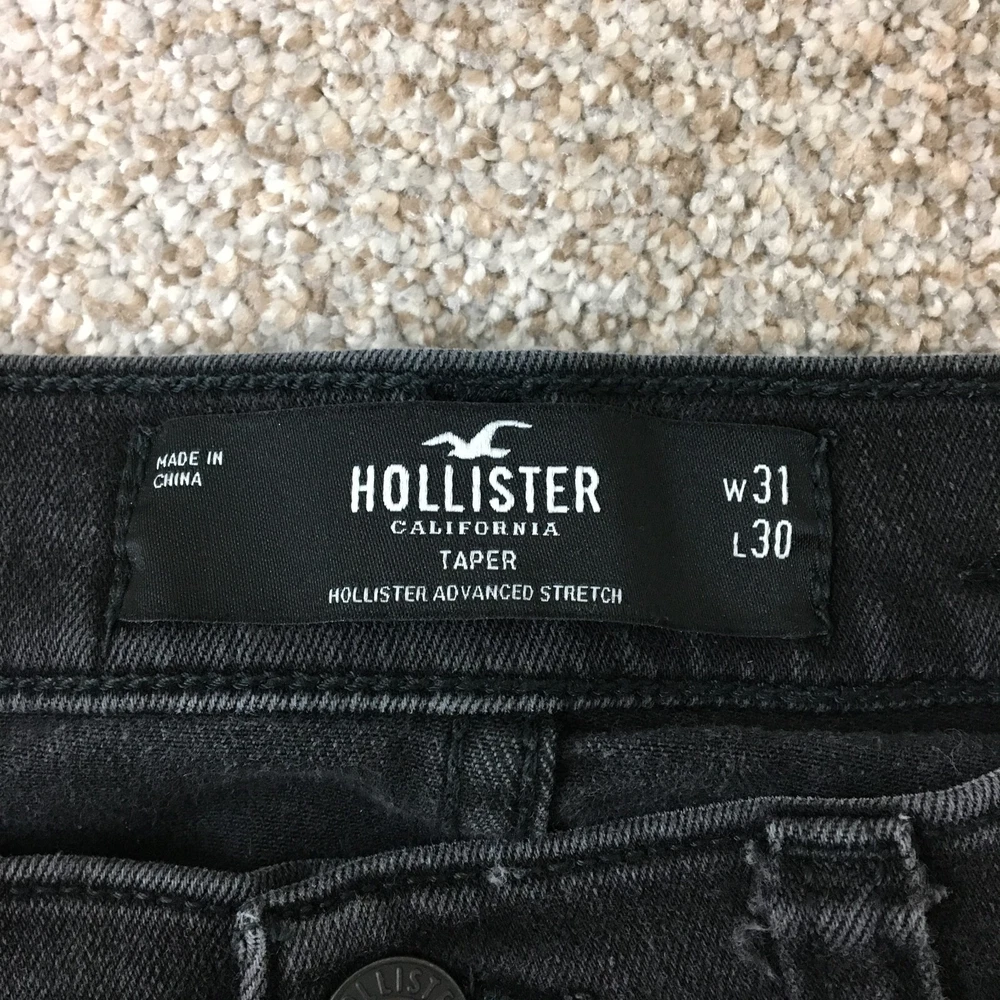 MADE IN
CHINA
HOLLISTER
CALIFORNIA
TAPER
HOLLISTER ADVANCED STRETCH
W31
L30